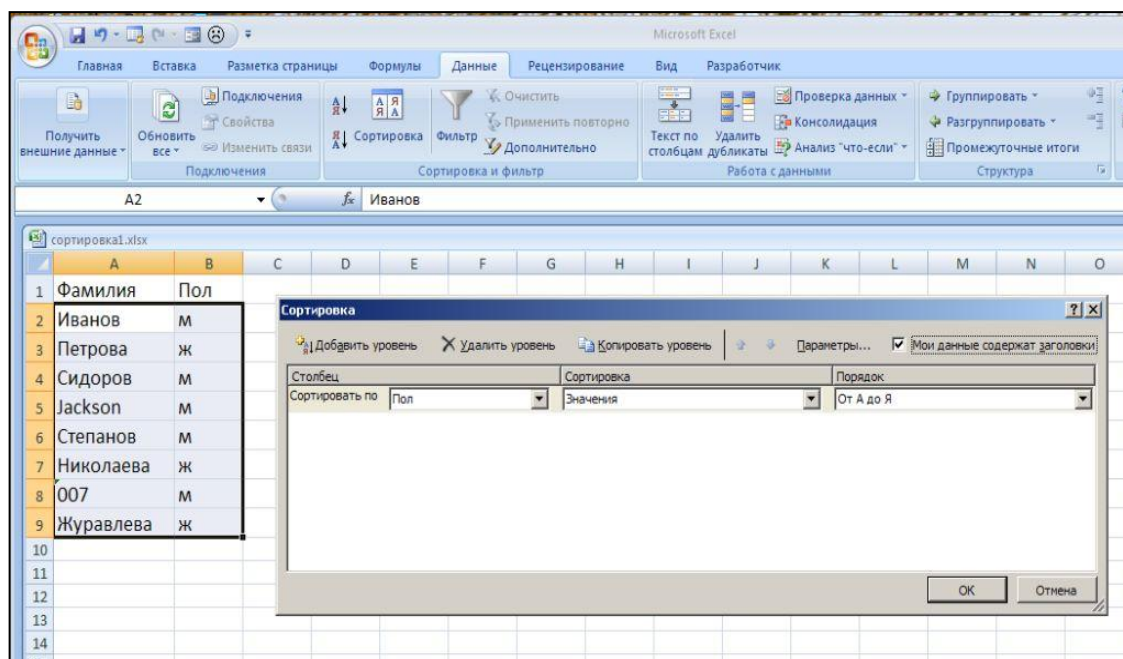 Microsoft Excel
Главная Вставка Разметка страницы Формулы Данные Рецензирование Вид Разработчик
Получить внешние данные
Обновить все
Подключения
Свойства
Изменить связи
Подключения
Сортировка
Фильтр
Очистить
Применить повторно
Дополнительно
Сортировка и фильтр
Текст по столбцам
Удалить дубликаты
Проверка данных
Консолидация
Анализ "что-если"
Работа с данными
Группировать
Разгруппировать
Промежуточные итоги
Структура
A2 fx Иванов
сортировка1.xlsx
A B C D E F G H I J K L M N O
1 Фамилия Пол
2 Иванов м
3 Петрова ж
4 Сидоров м
5 Jackson м
6 Степанов м
7 Николаева ж
8 007 м
9 Журавлева ж
10
11
12
13
14
Сортировка
Добавить уровень Удалить уровень Копировать уровень Параметры... Мои данные содержат заголовки
Столбец Сортировка Порядок
Сортировать по Пол Значения От А до Я
ОК Отмена